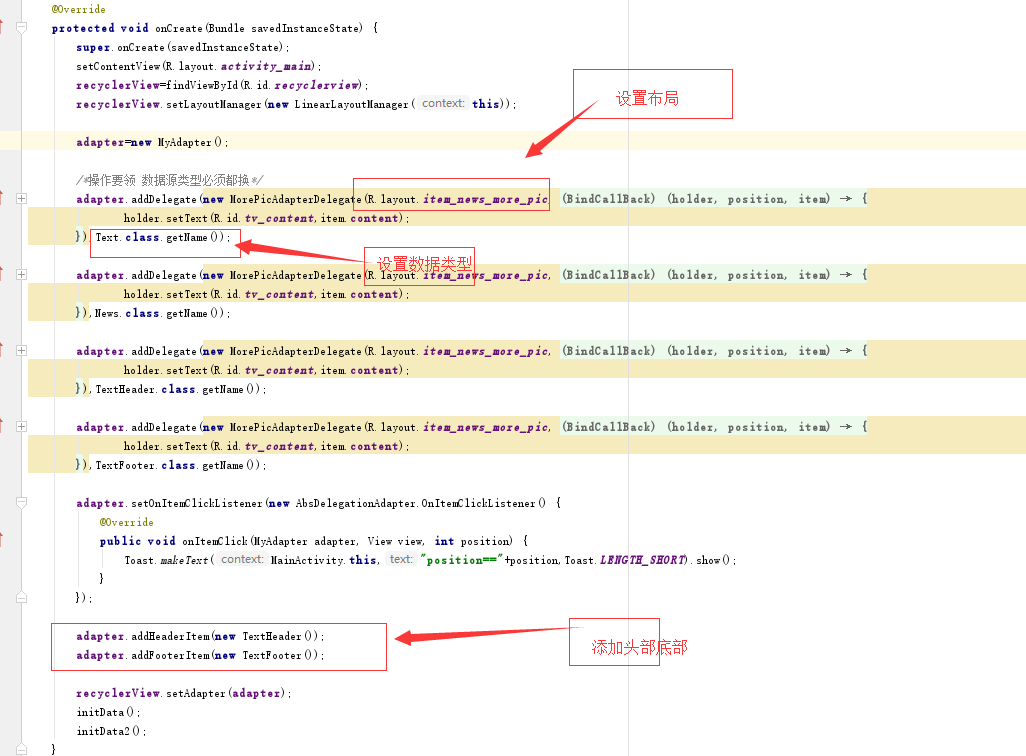 @Override
protected void onCreate(Bundle savedInstanceState) {
super.onCreate(savedInstanceState);
setContentView(R.layout.activity_main);
recyclerView=findViewById(R.id.recyclerview);
recyclerView.setLayoutManager(new LinearLayoutManager( context: this));
设置布局
adapter=new MyAdapter();
/*操作要领 数据源类型必须都换*/
adapter.addDelegate(new MorePicAdapterDelegate(R.layout.item_news_more_pic, (BindCallBack) (holder, position, item) → {
holder.setText(R.id.tv_content,item.content);
}),Text.class.getName());
设置数据类型
adapter.addDelegate(new MorePicAdapterDelegate(R.layout.item_news_more_pic, (BindCallBack) (holder, position, item) → {
holder.setText(R.id.tv_content,item.content);
}),News.class.getName());
adapter.addDelegate(new MorePicAdapterDelegate(R.layout.item_news_more_pic, (BindCallBack) (holder, position, item) → {
holder.setText(R.id.tv_content,item.content);
}),TextHeader.class.getName());
adapter.addDelegate(new MorePicAdapterDelegate(R.layout.item_news_more_pic, (BindCallBack) (holder, position, item) → {
holder.setText(R.id.tv_content,item.content);
}),TextFooter.class.getName());
adapter.setOnItemClickListener(new AbsDelegationAdapter.OnItemClickListener() {
@Override
public void onItemClick(MyAdapter adapter, View view, int position) {
Toast.makeText( context: MainActivity.this, text: "position=="+position,Toast.LENGTH_SHORT).show();
}
});
adapter.addHeaderItem(new TextHeader());
adapter.addFooterItem(new TextFooter());
添加头部底部
recyclerView.setAdapter(adapter);
initData();
initData2();
}